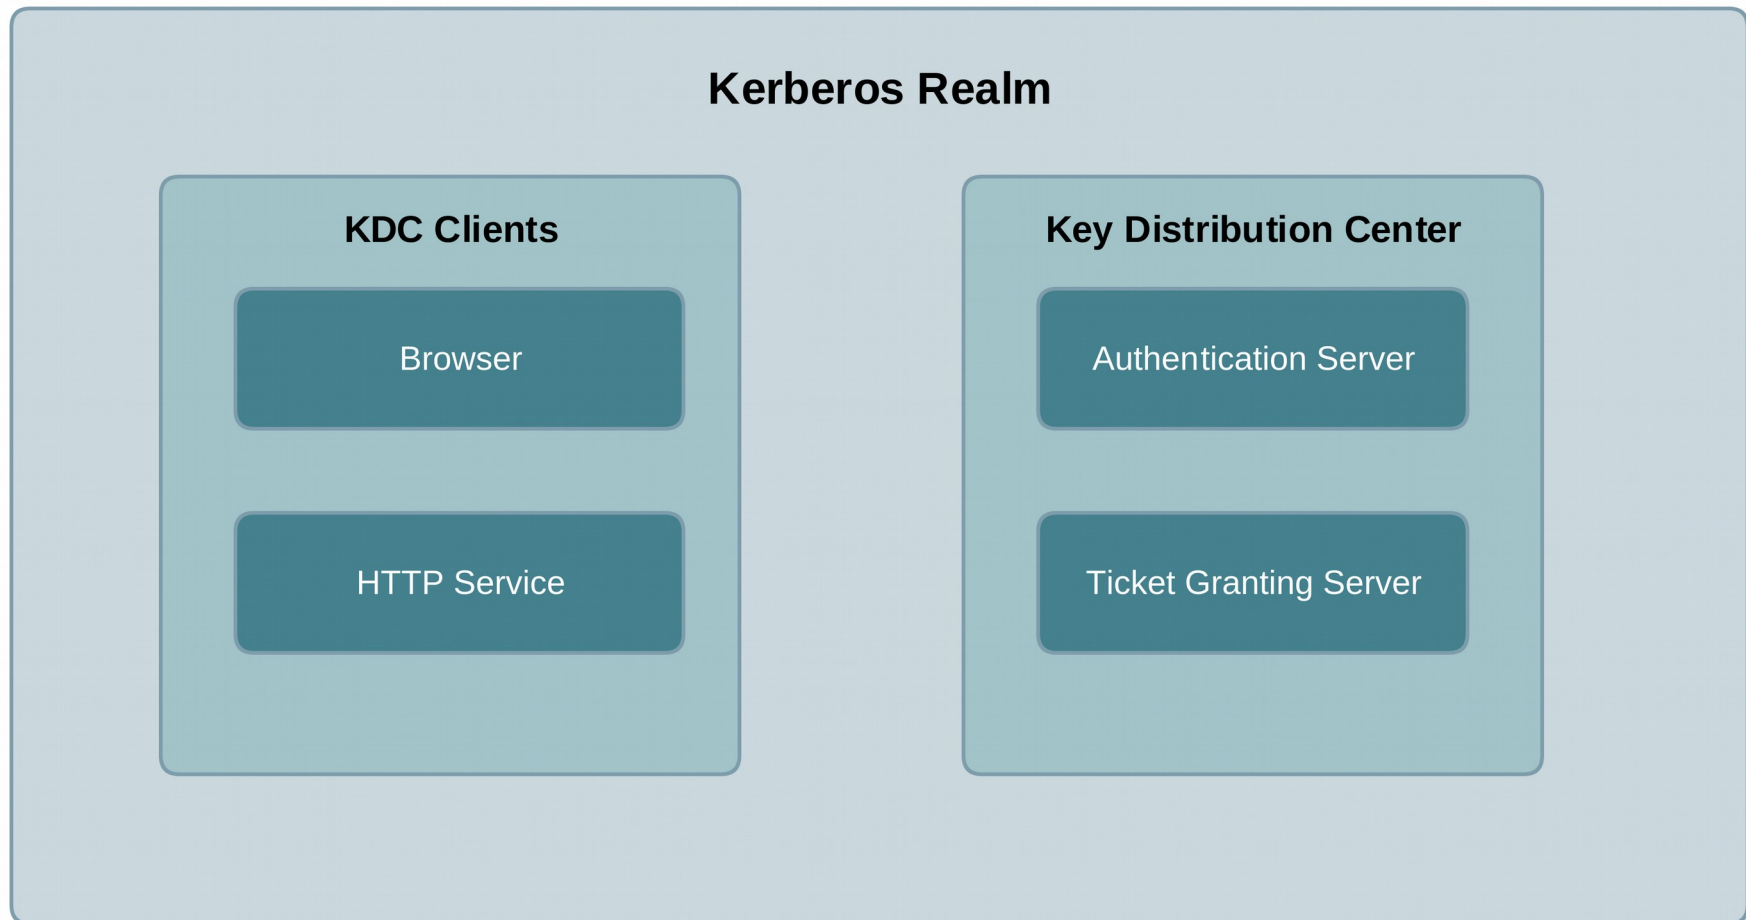 Kerberos Realm
KDC Clients
Browser
HTTP Service
Key Distribution Center
Authentication Server
Ticket Granting Server